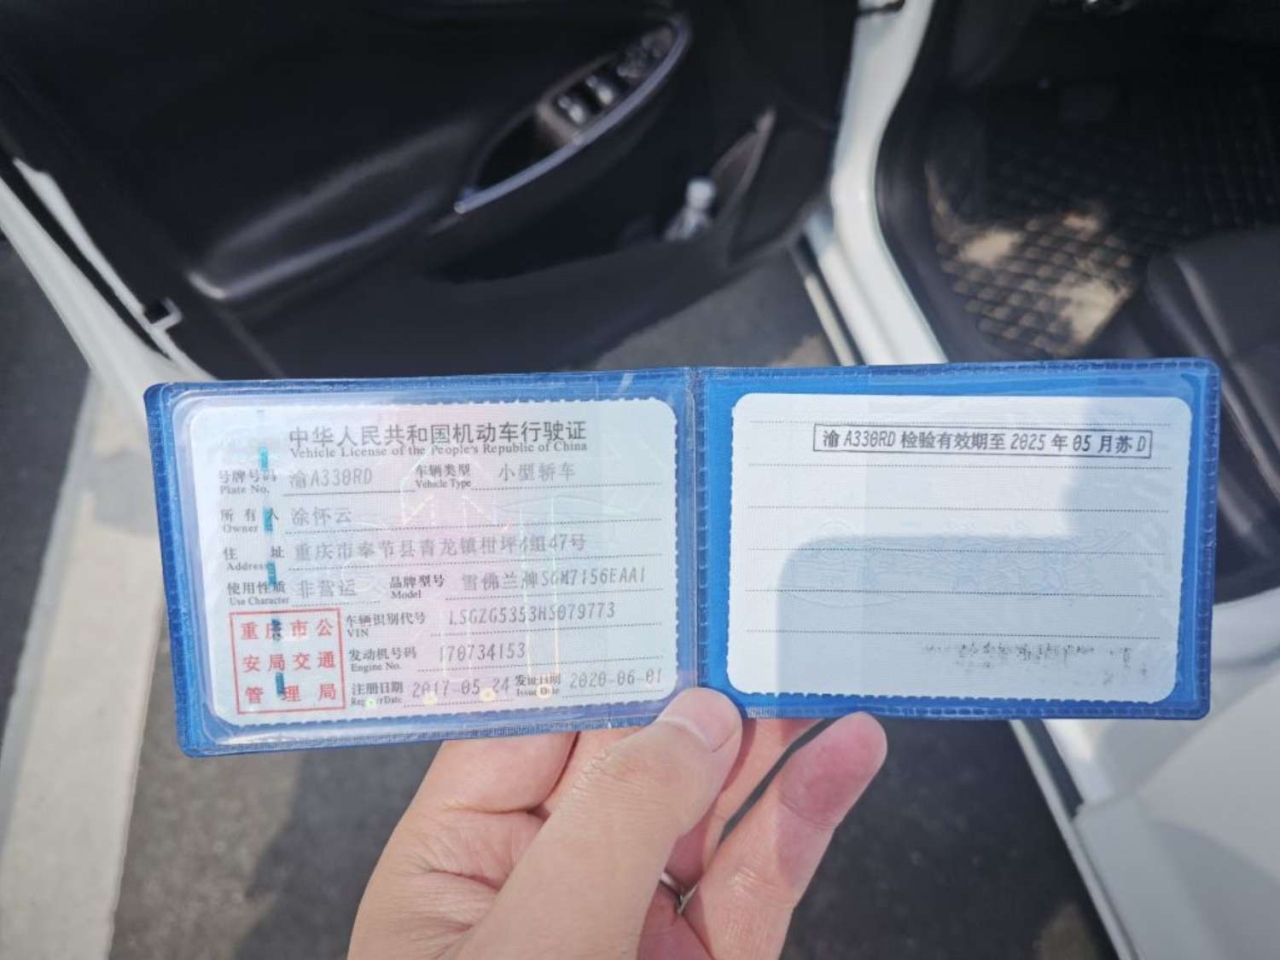 中华人民共和国机动车行驶证
Vehicle License of the People's Republic of China
号牌号码 渝A330RD 车辆类型 小型轿车
Plate No. Vehicle Type
所有人 涂怀云
Owner
住址 重庆市奉节县青龙镇柑坪4组47号
Address
使用性质 非营运 品牌型号 雪佛兰牌SGM7156EAA1
Use Character Model
重庆市公
安局交通
管理局
车辆识别代号 LSGZG5353HS079773
VIN
发动机号码 170734153
Engine No.
注册日期 2017-05-24 发证日期 2020-06-01
Register Date Issue Date
渝A330RD检验有效期至2025年05月苏D